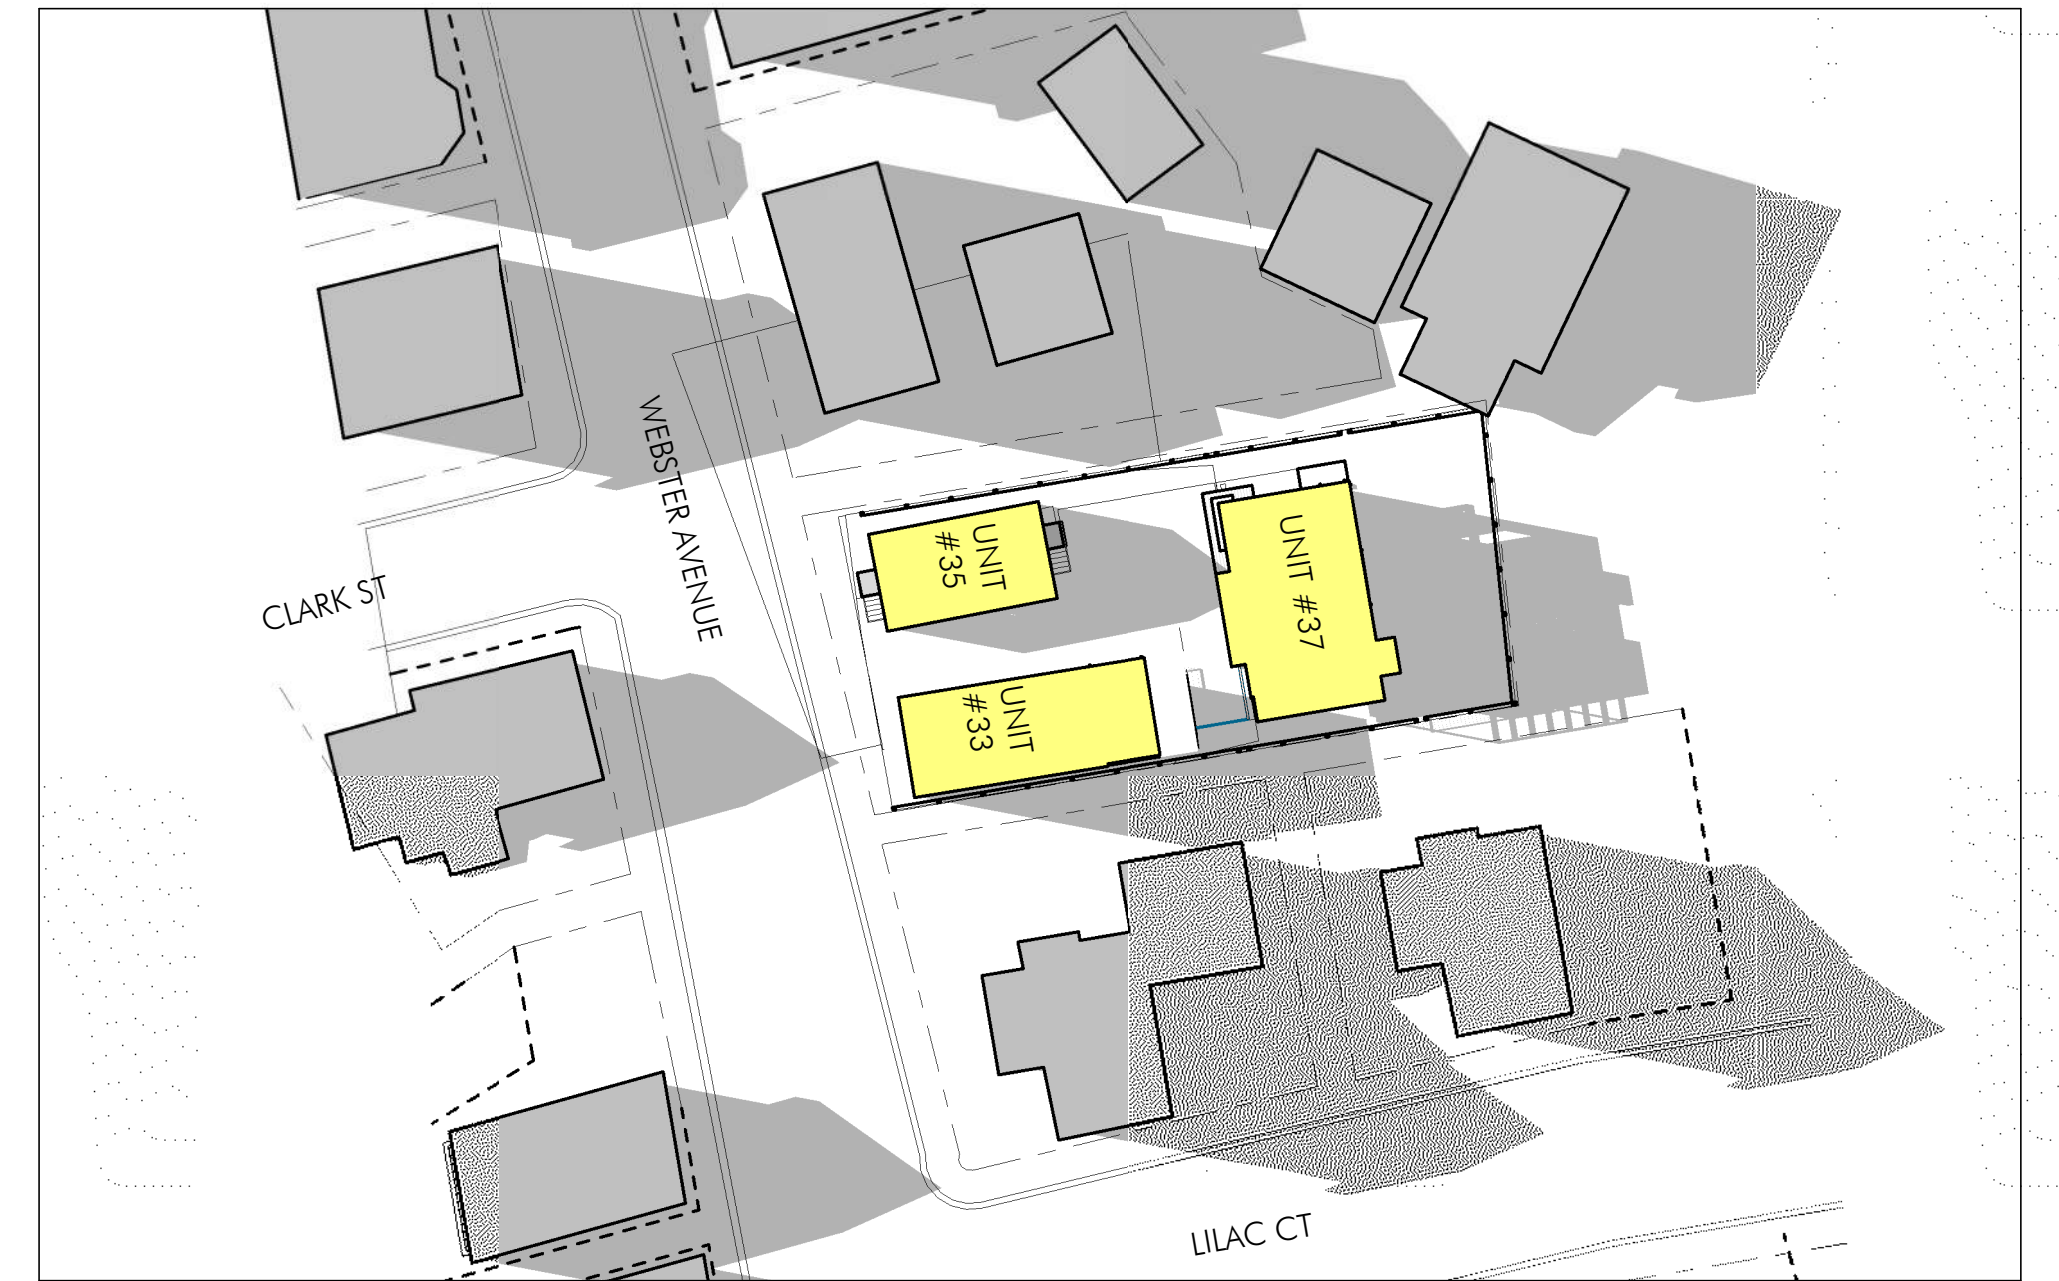 WEBSTER AVENUE
CLARK ST
UNIT
#35
UNIT #37
UNIT
#33
LILAC CT